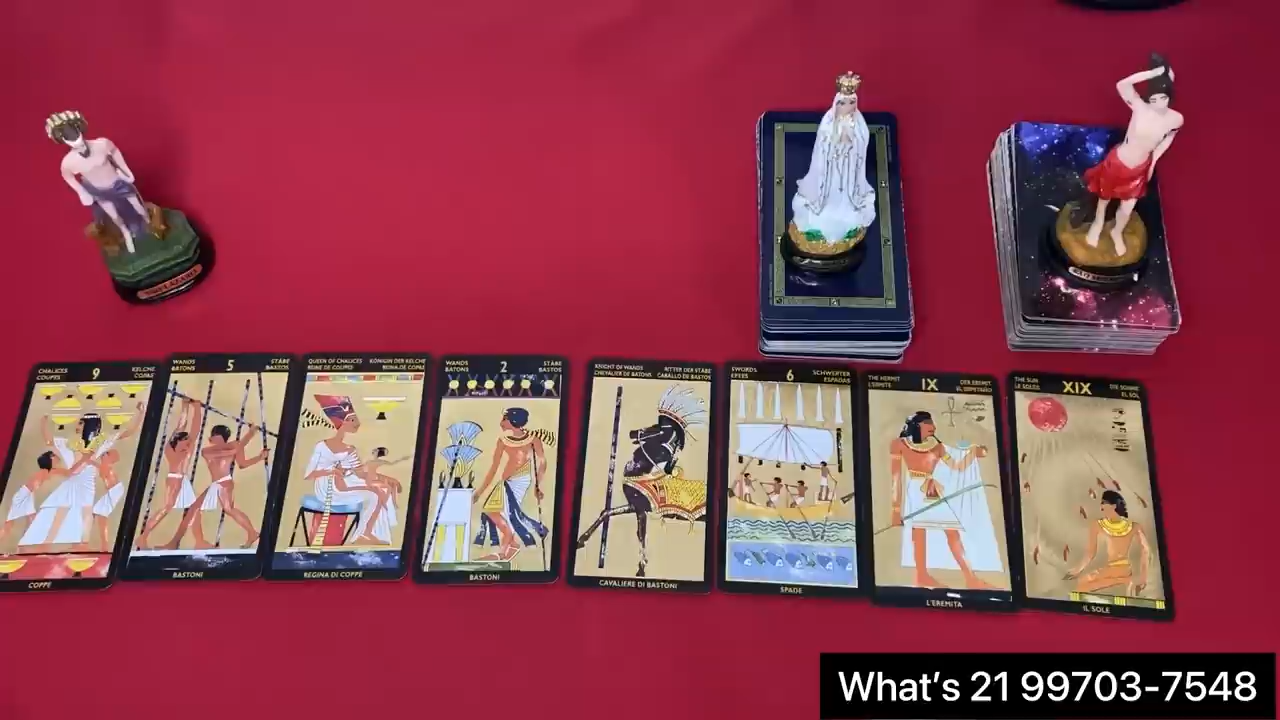 CHALICES
COUPES
9
KELCHE
COPAS
COPPE
WANDS
BATONS
5
STÄBE
BASTOS
BASTONI
QUEEN OF CHALICES
REINE DE COUPES
KÖNIGIN DER KELCHE
REINA DE COPAS
REGINA DI COPPE
WANDS
BATONS
2
STÄBE
BASTOS
BASTONI
KNIGHT OF WANDS
CHEVALIER DE BATONS
RITTER DER STÄBE
CABALLO DE BASTOS
CAVALIERE DI BASTONI
SWORDS
EPEES
6
SCHWERTER
ESPADAS
SPADE
THE HERMIT
L'ERMITE
IX
DER EREMIT
EL ERMITAÑO
L'EREMITA
THE SUN
LE SOLEIL
XIX
DIE SONNE
EL SOL
IL SOLE
What's 21 99703-7548